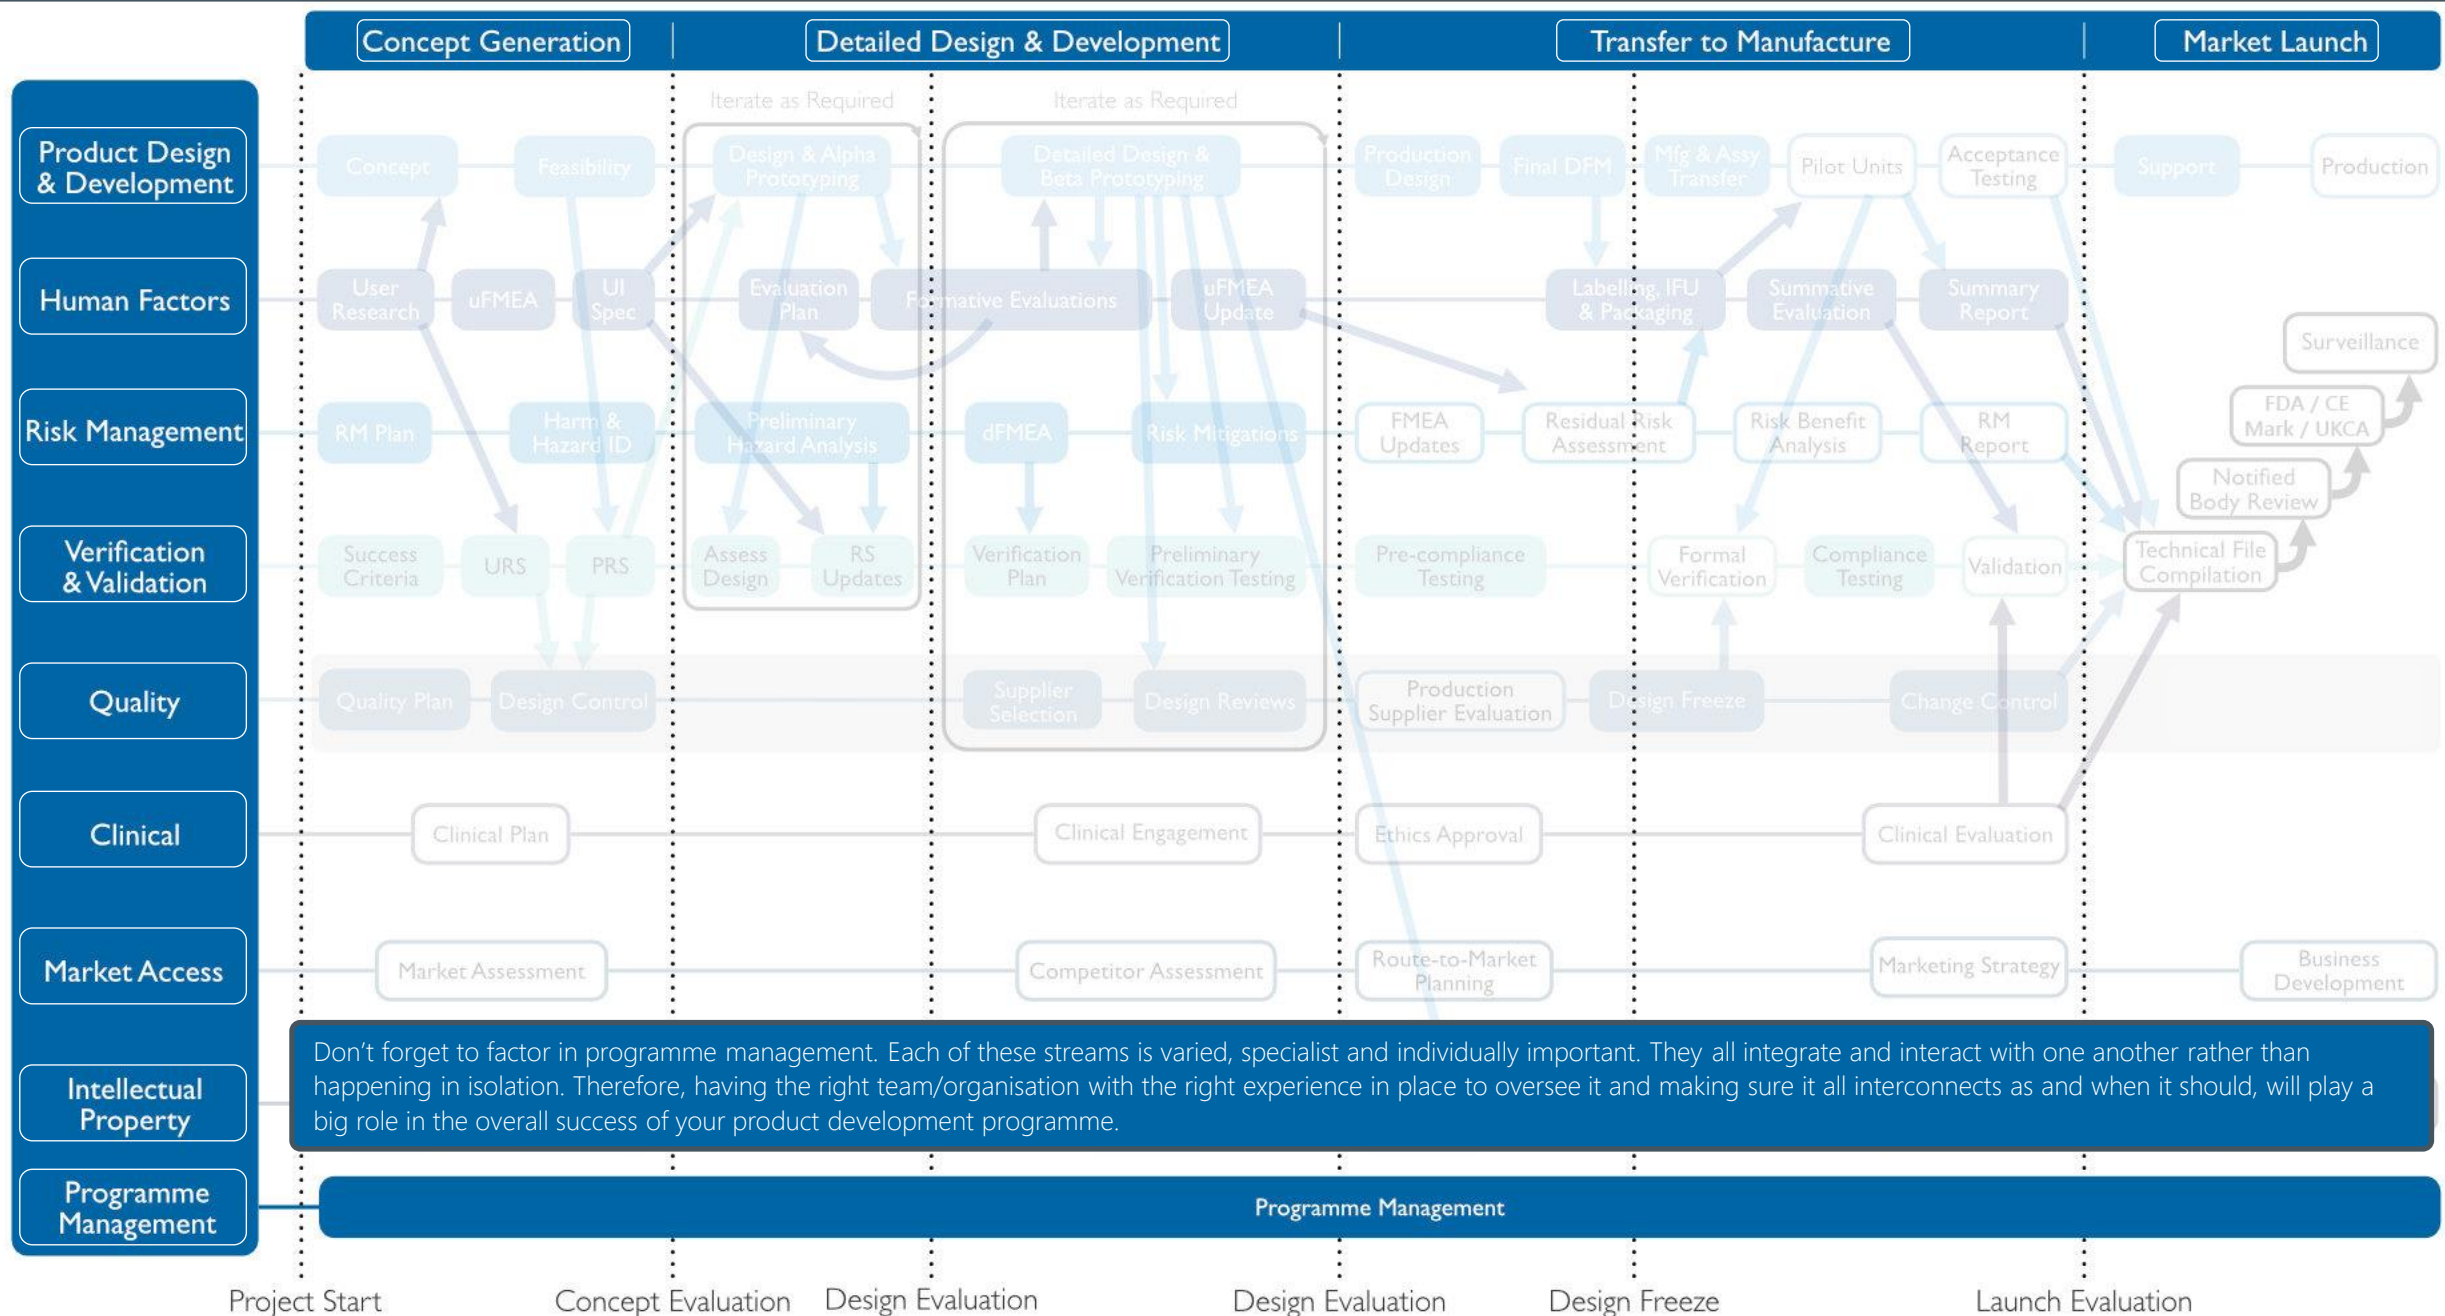 Concept Generation
Detailed Design & Development
Transfer to Manufacture
Market Launch
Iterate as Required
Iterate as Required
Product Design
& Development
Concept
Feasibility
Design & Alpha
Prototyping
Detailed Design &
Beta Prototyping
Production
Design
Final DFM
Mfg & Assy
Transfer
Pilot Units
Acceptance
Testing
Support
Production
Human Factors
User
Research
uFMEA
UI
Spec
Evaluation
Plan
Formative Evaluations
uFMEA
Update
Labelling, IFU
& Packaging
Summative
Evaluation
Summary
Report
Surveillance
Risk Management
RM Plan
Harm &
Hazard ID
Preliminary
Hazard Analysis
dFMEA
Risk Mitigations
FMEA
Updates
Residual Risk
Assessment
Risk Benefit
Analysis
RM
Report
FDA / CE
Mark / UKCA
Notified
Body Review
Verification
& Validation
Success
Criteria
URS
PRS
Assess
Design
RS
Updates
Verification
Plan
Preliminary
Verification Testing
Pre-compliance
Testing
Formal
Verification
Compliance
Testing
Validation
Technical File
Compilation
Quality
Quality Plan
Design Control
Supplier
Selection
Design Reviews
Production
Supplier Evaluation
Design Freeze
Change Control
Clinical
Clinical Plan
Clinical Engagement
Ethics Approval
Clinical Evaluation
Market Access
Market Assessment
Competitor Assessment
Route-to-Market
Planning
Marketing Strategy
Business
Development
Intellectual
Property
Don't forget to factor in programme management. Each of these streams is varied, specialist and individually important. They all integrate and interact with one another rather than
happening in isolation. Therefore, having the right team/organisation with the right experience in place to oversee it and making sure it all interconnects as and when it should, will play a
big role in the overall success of your product development programme.
Programme
Management
Programme Management
Project Start
Concept Evaluation
Design Evaluation
Design Evaluation
Design Freeze
Launch Evaluation